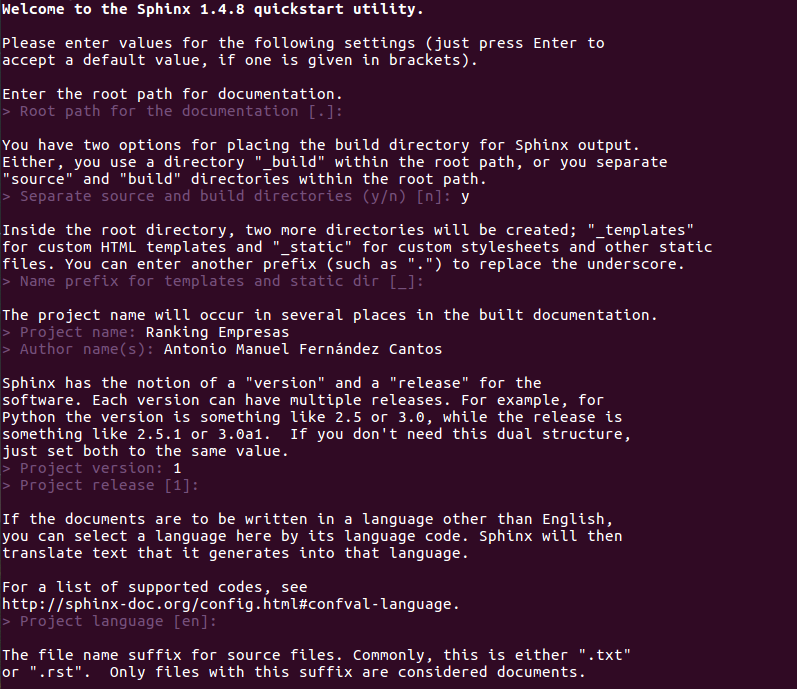 Welcome to the Sphinx 1.4.8 quickstart utility.
Please enter values for the following settings (just press Enter to
accept a default value, if one is given in brackets).
Enter the root path for documentation.
> Root path for the documentation [.]:
You have two options for placing the build directory for Sphinx output.
Either, you use a directory "_build" within the root path, or you separate
"source" and "build" directories within the root path.
> Separate source and build directories (y/n) [n]: y
Inside the root directory, two more directories will be created; "_templates"
for custom HTML templates and "_static" for custom stylesheets and other static
files. You can enter another prefix (such as ".") to replace the underscore.
> Name prefix for templates and static dir [_]:
The project name will occur in several places in the built documentation.
> Project name: Ranking Empresas
> Author name(s): Antonio Manuel Fernández Cantos
Sphinx has the notion of a "version" and a "release" for the
software. Each version can have multiple releases. For example, for
Python the version is something like 2.5 or 3.0, while the release is
something like 2.5.1 or 3.0a1.  If you don't need this dual structure,
just set both to the same value.
> Project version: 1
> Project release [1]:
If the documents are to be written in a language other than English,
you can select a language here by its language code. Sphinx will then
translate text that it generates into that language.
For a list of supported codes, see
http://sphinx-doc.org/config.html#confval-language.
> Project language [en]:
The file name suffix for source files. Commonly, this is either ".txt"
or ".rst".  Only files with this suffix are considered documents.